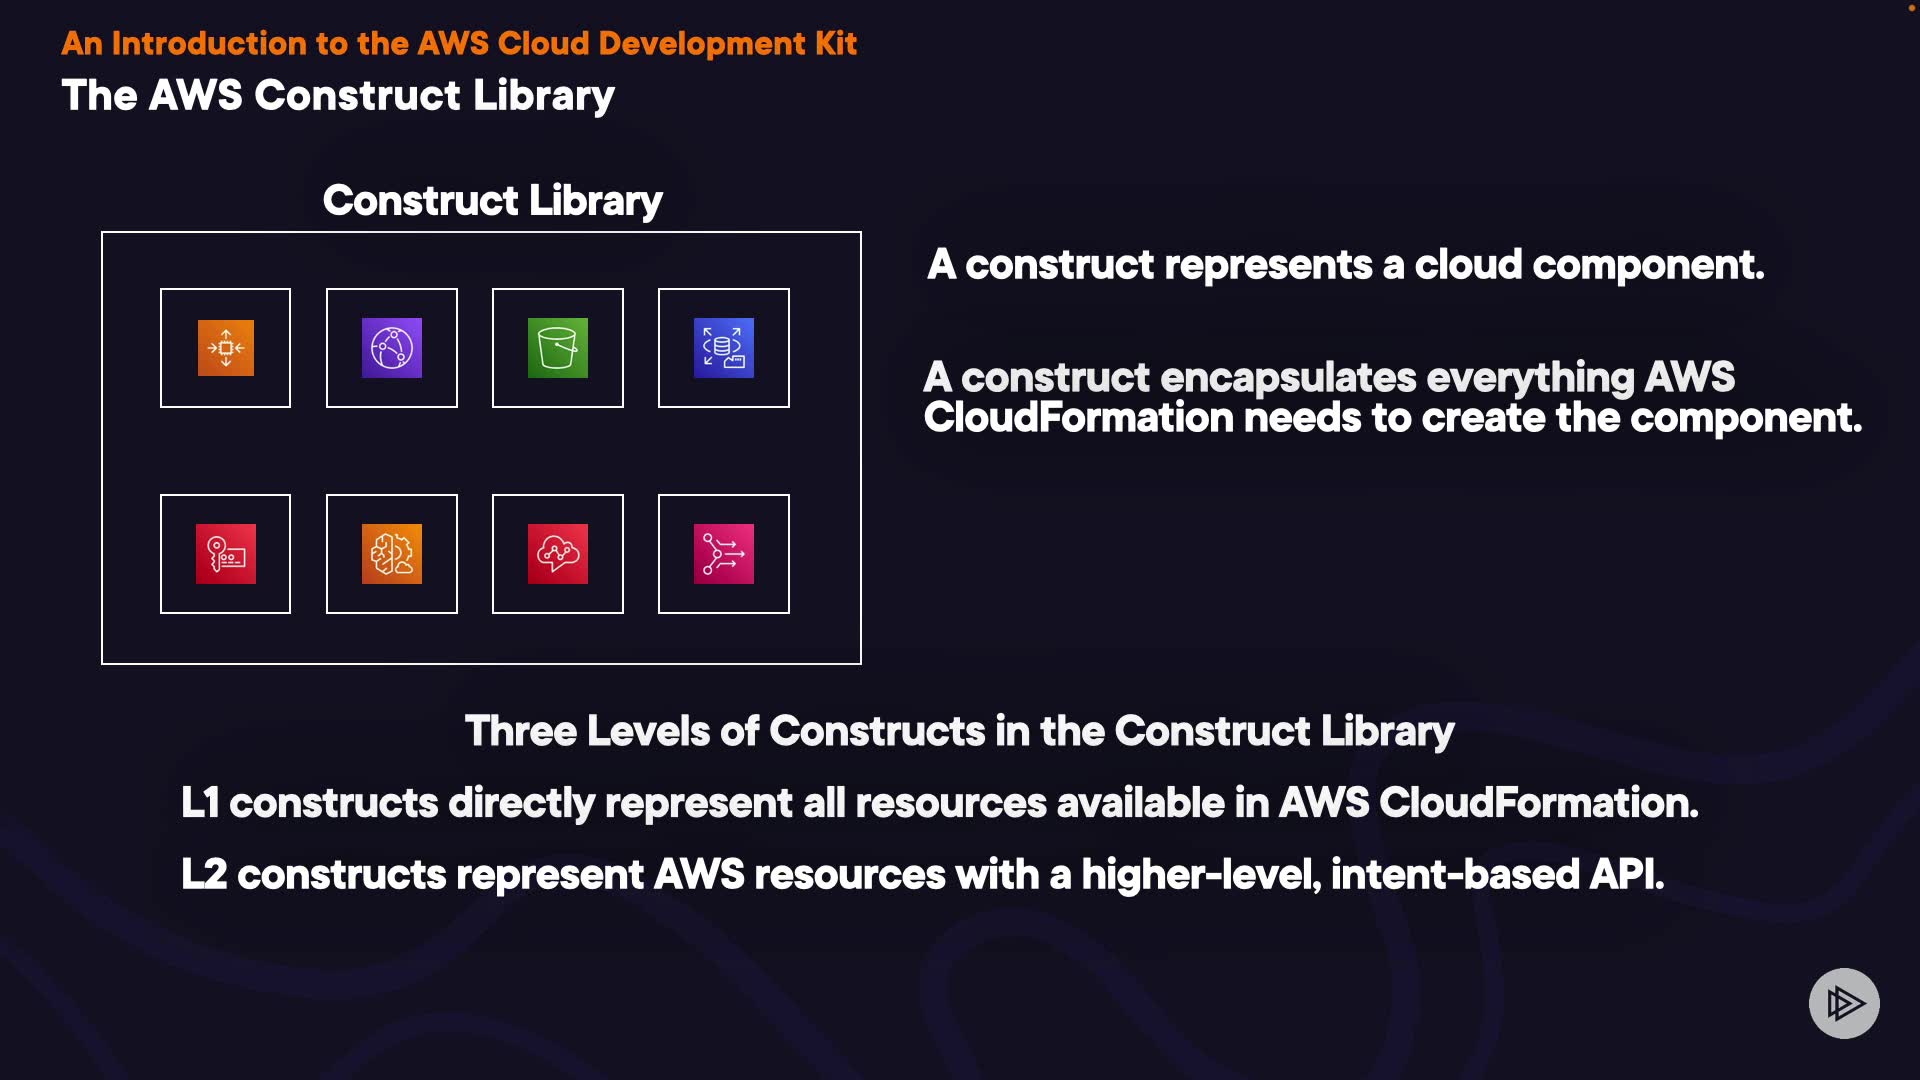 An Introduction to the AWS Cloud Development Kit
The AWS Construct Library
Construct Library
A construct represents a cloud component.
A construct encapsulates everything AWS
CloudFormation needs to create the component.
Three Levels of Constructs in the Construct Library
L1 constructs directly represent all resources available in AWS CloudFormation.
L2 constructs represent AWS resources with a higher-level, intent-based API.